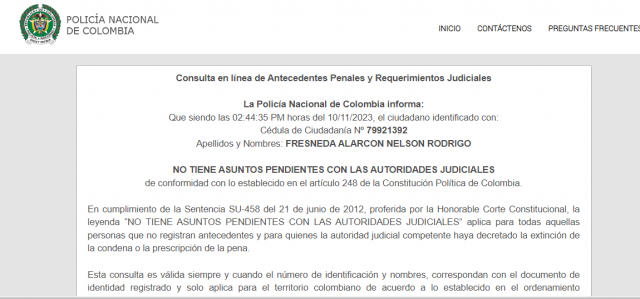 POLICÍA NACIONAL
DE COLOMBIA
INICIO CONTÁCTENOS PREGUNTAS FRECUENTES
Consulta en línea de Antecedentes Penales y Requerimientos Judiciales
La Policía Nacional de Colombia informa:
Que siendo las 02:44:35 PM horas del 10/11/2023, el ciudadano identificado con:
Cédula de Ciudadanía Nº 79921392
Apellidos y Nombres: FRESNEDA ALARCON NELSON RODRIGO
NO TIENE ASUNTOS PENDIENTES CON LAS AUTORIDADES JUDICIALES
de conformidad con lo establecido en el artículo 248 de la Constitución Política de Colombia.
En cumplimiento de la Sentencia SU-458 del 21 de junio de 2012, proferida por la Honorable Corte Constitucional, la
leyenda "NO TIENE ASUNTOS PENDIENTES CON LAS AUTORIDADES JUDICIALES" aplica para todas aquellas
personas que no registran antecedentes y para quienes la autoridad judicial competente haya decretado la extinción de
la condena o la prescripción de la pena.
Esta consulta es válida siempre y cuando el número de identificación y nombres, correspondan con el documento de
identidad registrado y solo aplica para el territorio colombiano de acuerdo a lo establecido en el ordenamiento